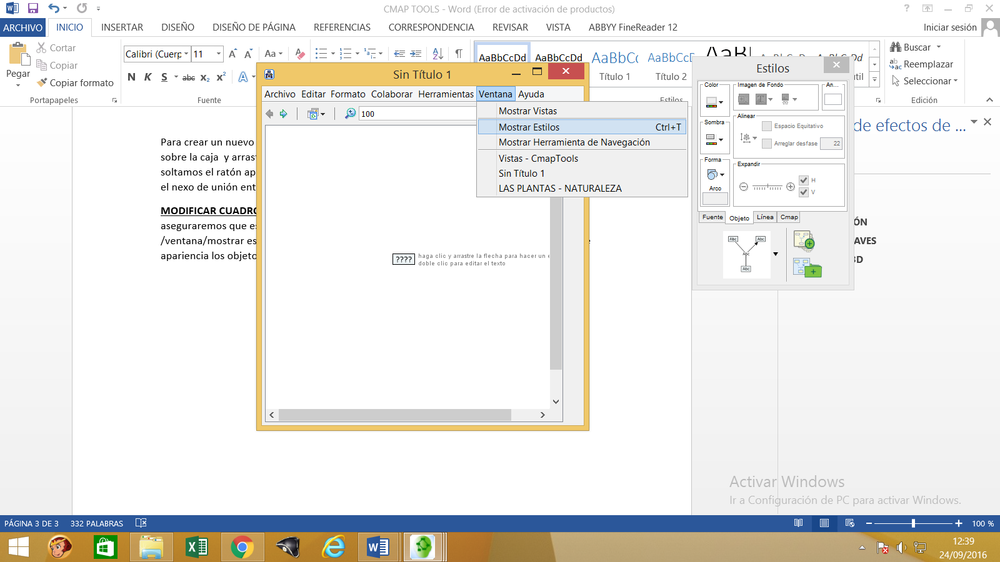 CMAP TOOLS - Word (Error de activación de productos)
ARCHIVO INICIO INSERTAR DISEÑO DISEÑO DE PÁGINA REFERENCIAS CORRESPONDENCIA REVISAR VISTA ABBYY FineReader 12 Iniciar sesión
Pegar
Cortar
Copiar
Copiar formato
Portapapeles
Calibri (Cuerp 11
N K S abc x₂ x²
Fuente
AaBbCcDd AaBbCcDd AaBbCc AaBbCcD
Título 1 Título 2
Estilos
Buscar
Reemplazar
Seleccionar
Edición
Sin Título 1
Archivo Editar Formato Colaborar Herramientas Ventana Ayuda
100
Mostrar Vistas
Mostrar Estilos Ctrl+T
Mostrar Herramienta de Navegación
Vistas - CmapTools
Sin Título 1
LAS PLANTAS - NATURALEZA
???? haga clic y arrastre la flecha para hacer un e
doble clic para editar el texto
Para crear un nuevo
sobre la caja y arrast
soltamos el ratón ap
el nexo de unión ent
MODIFICAR CUADRO
aseguraremos que es
/ventana/mostrar es
apariencia los objeto
Estilos
Color
Imagen de Fondo
An...
Sombra
Alinear
Espacio Equitativo
Arreglar desfase 22
Forma
Arco
Expandir
H
V
Fuente Objeto Línea Cmap
Abc Abc
Abc
Abc
de efectos de ...
ÓN
AVES
3D
Activar Windows
Ir a Configuración de PC para activar Windows.
PÁGINA 3 DE 3 332 PALABRAS
100 %
12:39
24/09/2016